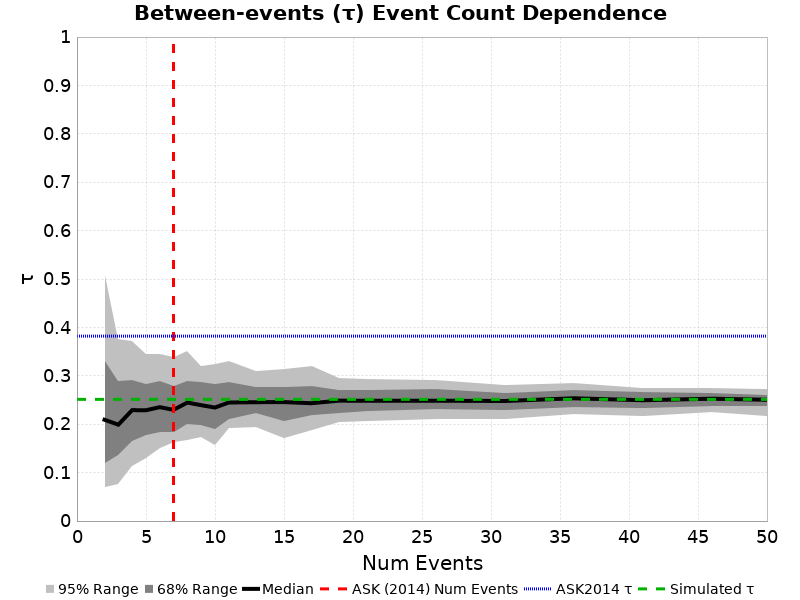 Between-events (τ) Event Count Dependence
1
0.9
0.8
0.7
0.6
0.5
0.4
0.3
0.2
0.1
0
τ
0 5 10 15 20 25 30 35 40 45 50
Num Events
95% Range 68% Range Median ASK (2014) Num Events ASK2014 τ Simulated τ